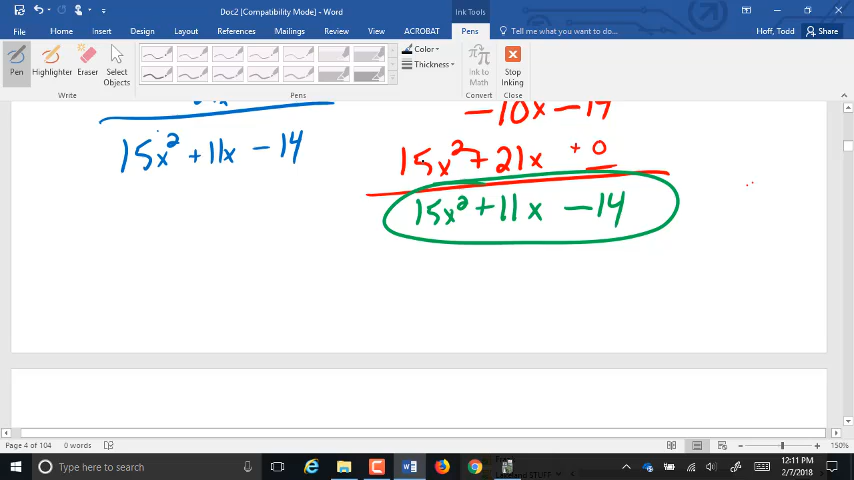 Doc2 [Compatibility Mode] - Word
Ink Tools
Hoff, Todd
File Home Insert Design Layout References Mailings Review View ACROBAT Pens Tell me what you want to do... Share
Pen Highlighter Eraser Select Objects
Color
Thickness
Ink to Math
Stop Inking
Write Pens Convert Close
-10x -14
15x² +11x -14
15x² + 21x + 0
15x² + 11x -14
Page 4 of 104 0 words
150%
Type here to search
12:11 PM
2/7/2018